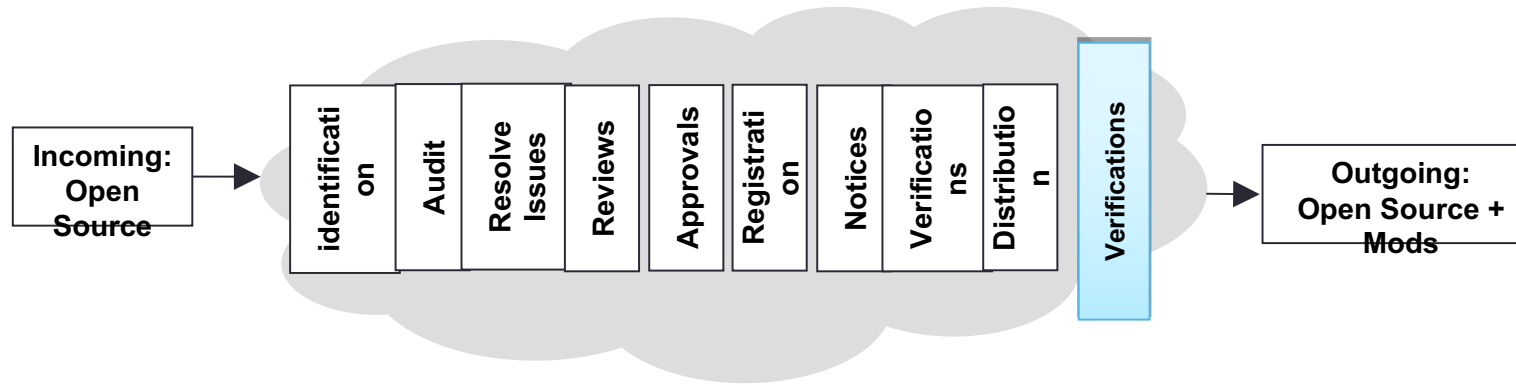 Incoming:
Open
Source
identificati
on
Audit
Resolve
Issues
Reviews
Approvals
Registrati
on
Notices
Verificatio
ns
Distributio
n
Verifications
Outgoing:
Open Source +
Mods